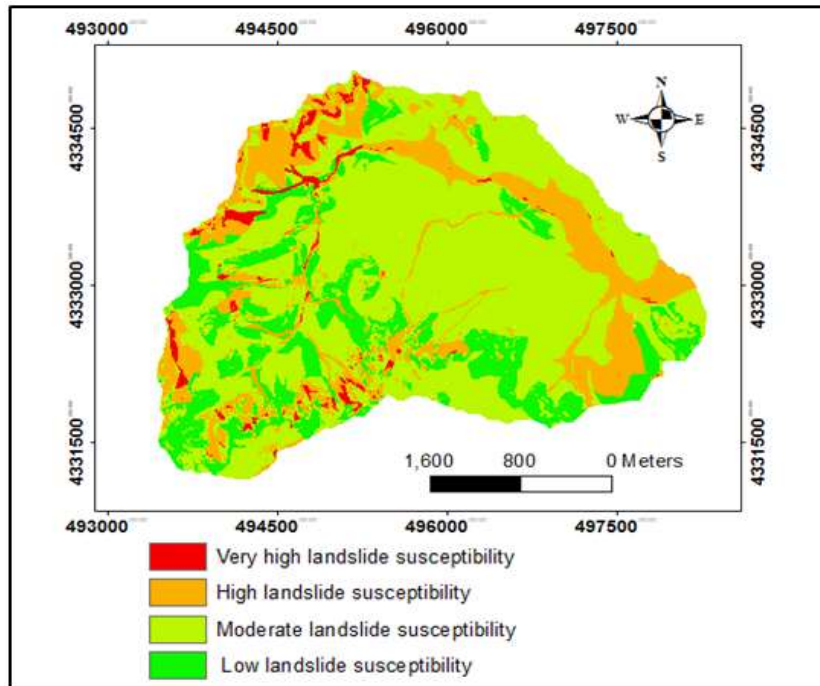 493000 494500 496000 497500
N
W E
S
4334500 4334500
4333000 4333000
4331500 4331500
1,600 800 0 Meters
493000 494500 496000 497500
Very high landslide susceptibility
High landslide susceptibility
Moderate landslide susceptibility
Low landslide susceptibility